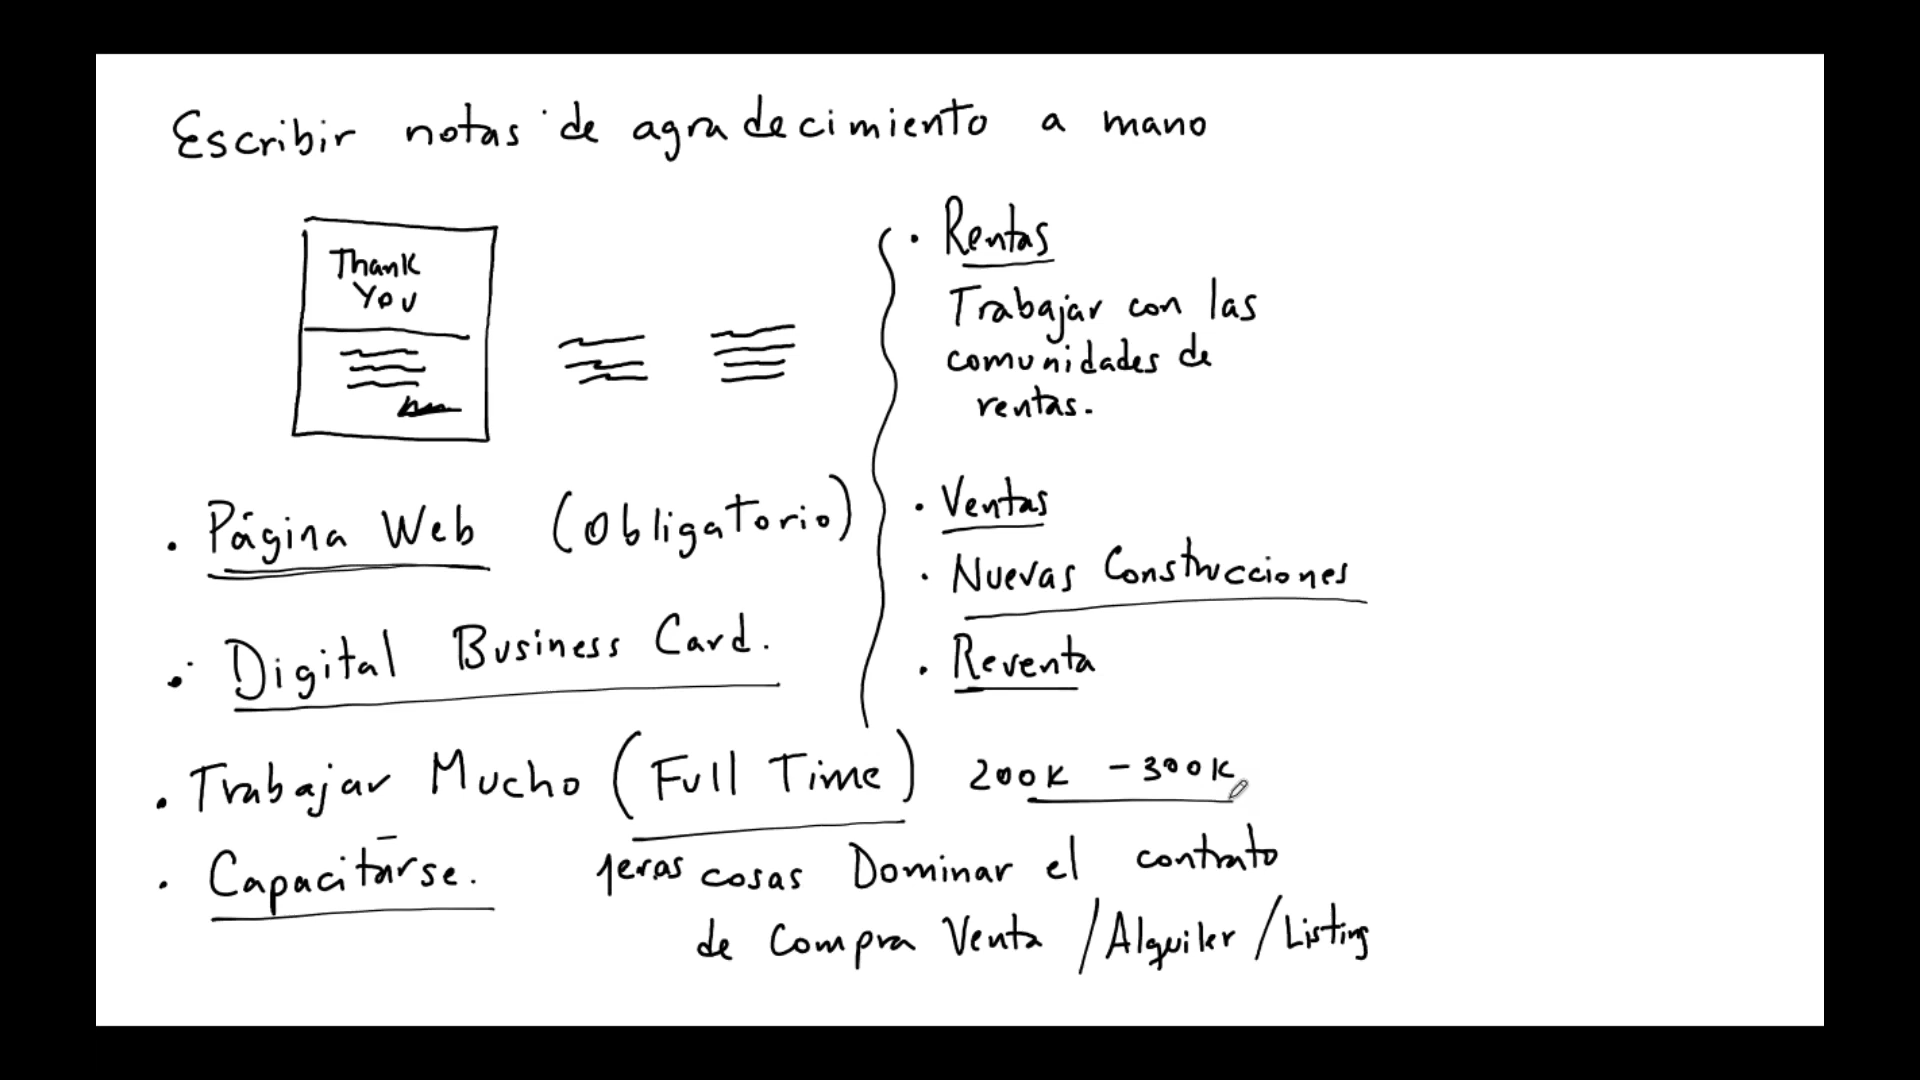 Escribir notas de agradecimiento a mano
Thank
You
• Página Web (Obligatorio)
• Digital Business Card.
• Rentas
Trabajar con las
comunidades de
rentas.
• Ventas
• Nuevas Construcciones
• Reventa
• Trabajar Mucho (Full Time) 200K - 300K
• Capacitarse. 1eras cosas Dominar el contrato
de Compra Venta / Alquiler / Listing